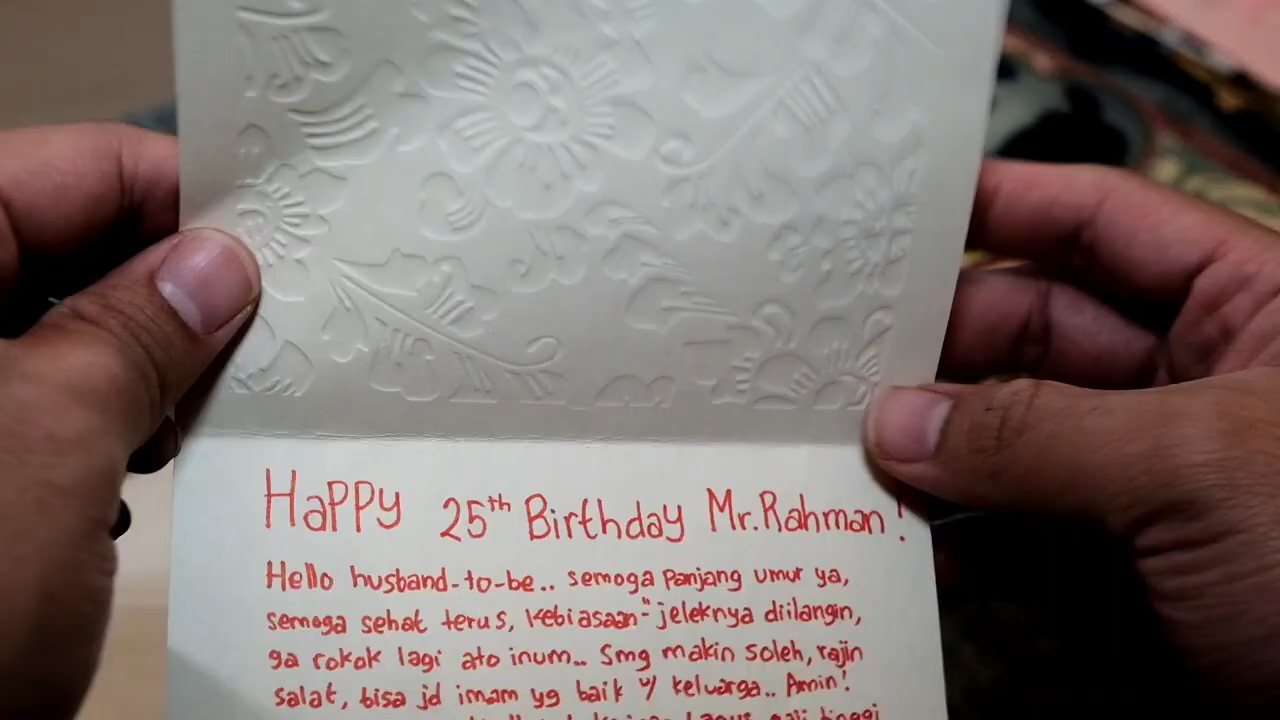 Happy 25th Birthday Mr. Rahman!
Hello husband-to-be.. semoga panjang umur ya,
semoga sehat terus, kebiasaan" jeleknya diilangin,
ga rokok lagi ato inum.. Smg makin soleh, rajin
salat, bisa jd imam yg baik u/ keluarga.. Amin!
tinggi